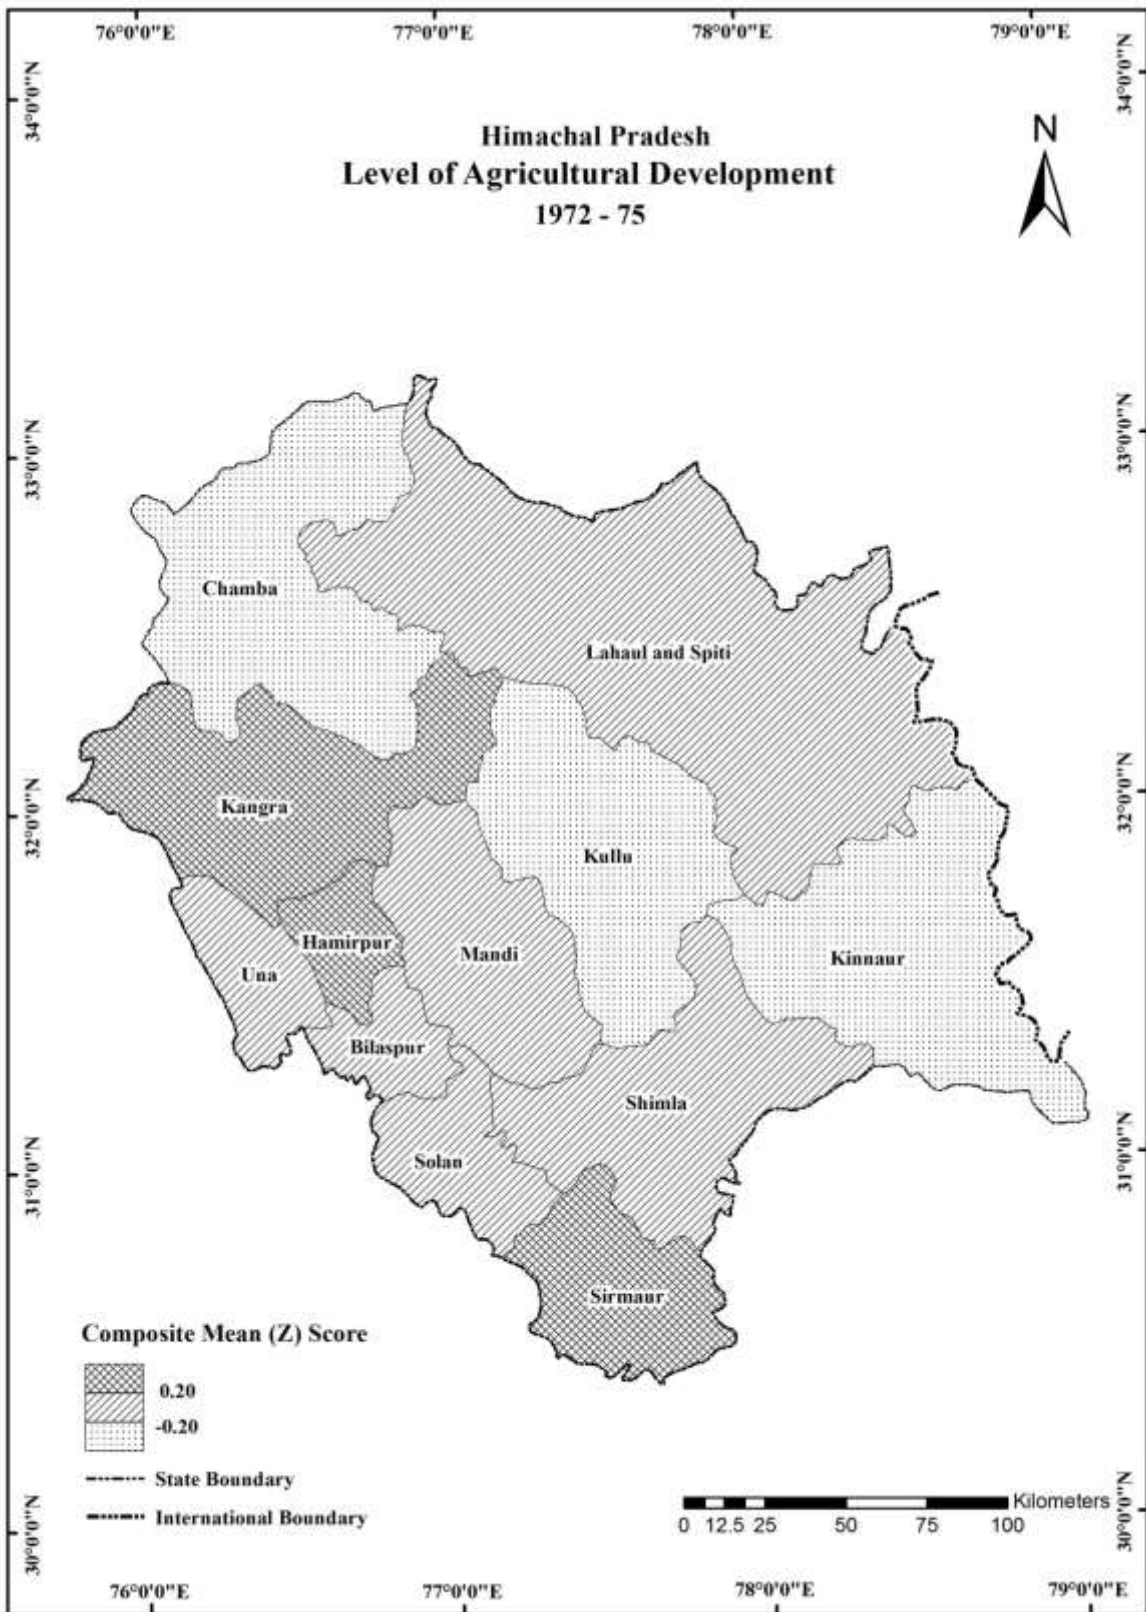 76°0'0"E 77°0'0"E 78°0'0"E 79°0'0"E
34°0'0"N
34°0'0"N
Himachal Pradesh
N
Level of Agricultural Development
1972 - 75
33°0'0"N
33°0'0"N
Chamba
Lahaul and Spiti
32°0'0"N
32°0'0"N
Kangra
Kullu
Hamirpur
Mandi
Kinnaur
Una
Bilaspur
Shimla
Solan
31°0'0"N
31°0'0"N
Sirmaur
Composite Mean (Z) Score
0.20
-0.20
State Boundary
International Boundary
Kilometers
0 12.5 25 50 75 100
30°0'0"N
30°0'0"N
76°0'0"E 77°0'0"E 78°0'0"E 79°0'0"E